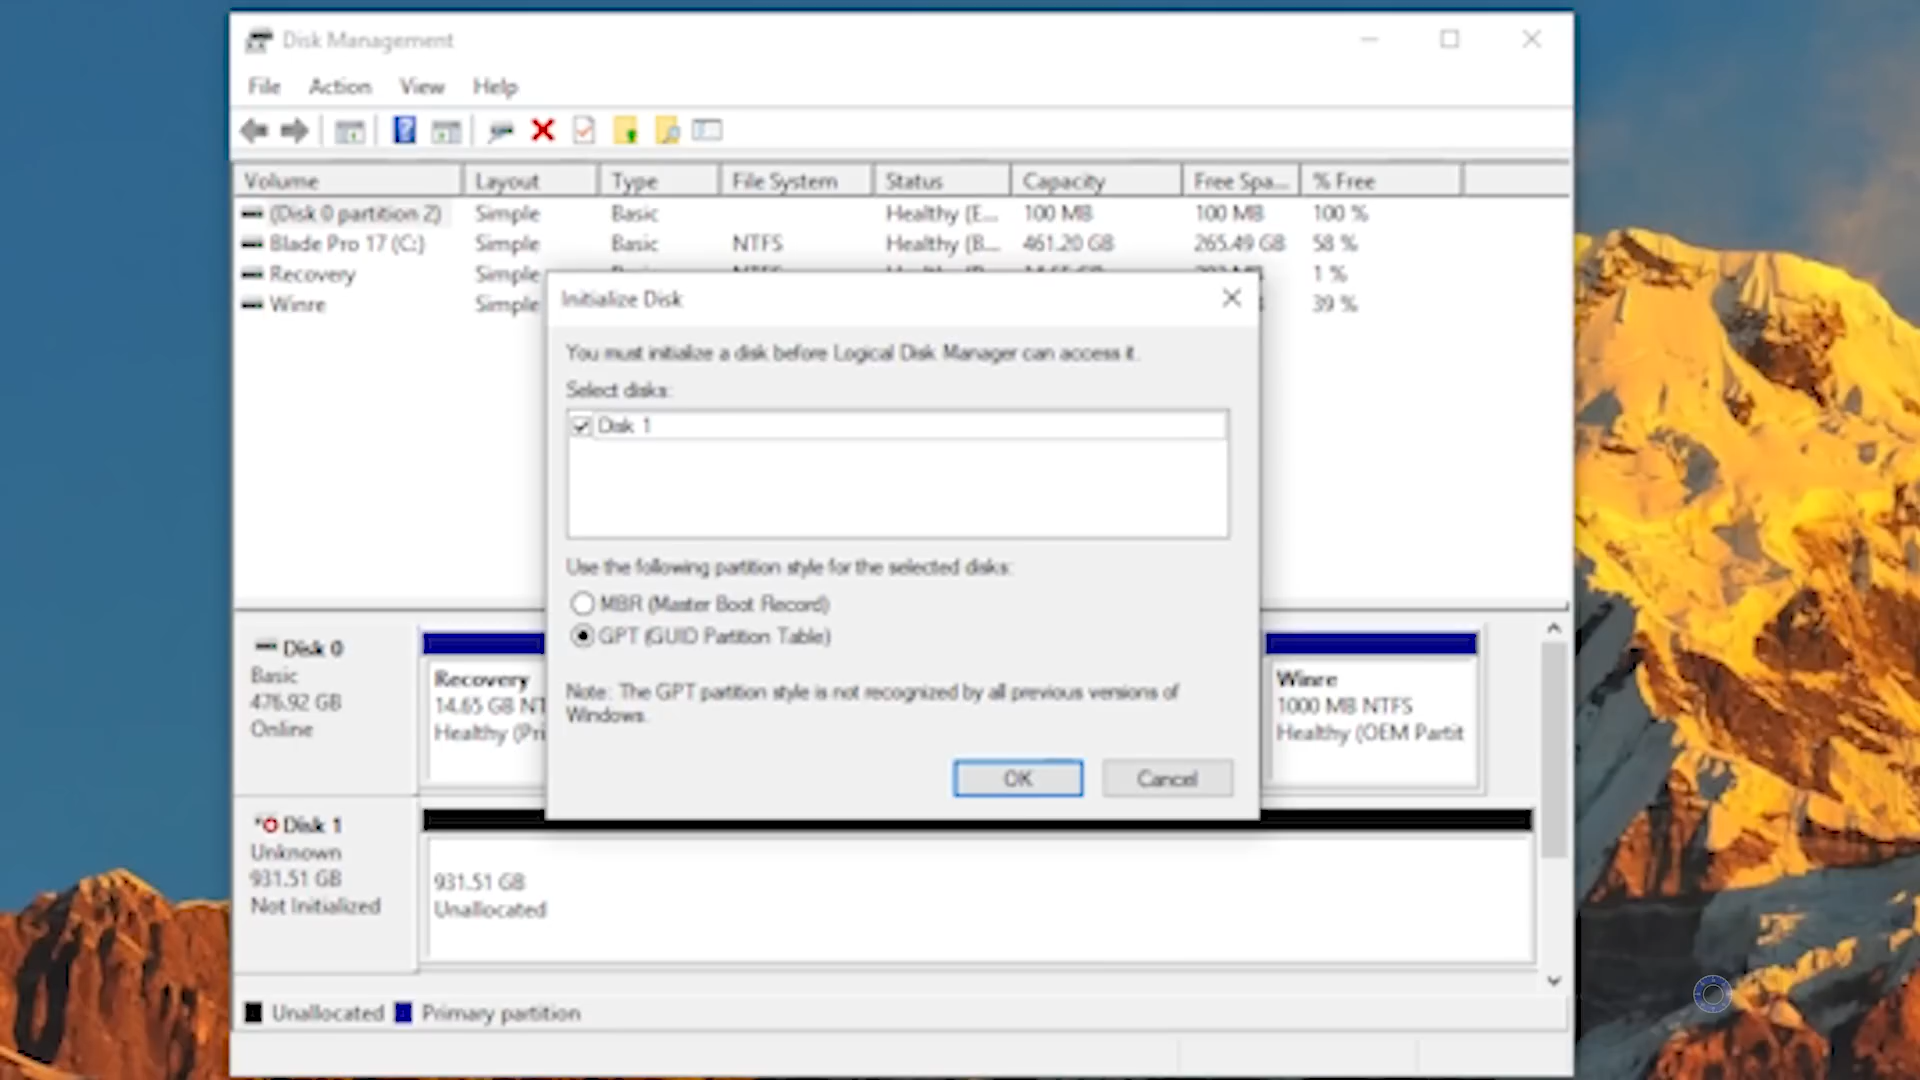 Disk Management
File Action View Help
Volume Layout Type File System Status Capacity Free Spa... % Free
(Disk 0 partition 2) Simple Basic Healthy (E... 100 MB 100 MB 100 %
Blade Pro 17 (C:) Simple Basic NTFS Healthy (B... 461.20 GB 265.49 GB 58 %
Recovery Simple 1 %
Winre Simple 39 %
Initialize Disk
You must initialize a disk before Logical Disk Manager can access it.
Select disks:
Disk 1
Use the following partition style for the selected disks:
MBR (Master Boot Record)
GPT (GUID Partition Table)
Note: The GPT partition style is not recognized by all previous versions of
Windows.
OK Cancel
Disk 0
Basic
476.92 GB
Online
Recovery
14.65 GB NT
Healthy (Pri
Winre
1000 MB NTFS
Healthy (OEM Partit
Disk 1
Unknown
931.51 GB
Not Initialized
931.51 GB
Unallocated
Unallocated Primary partition